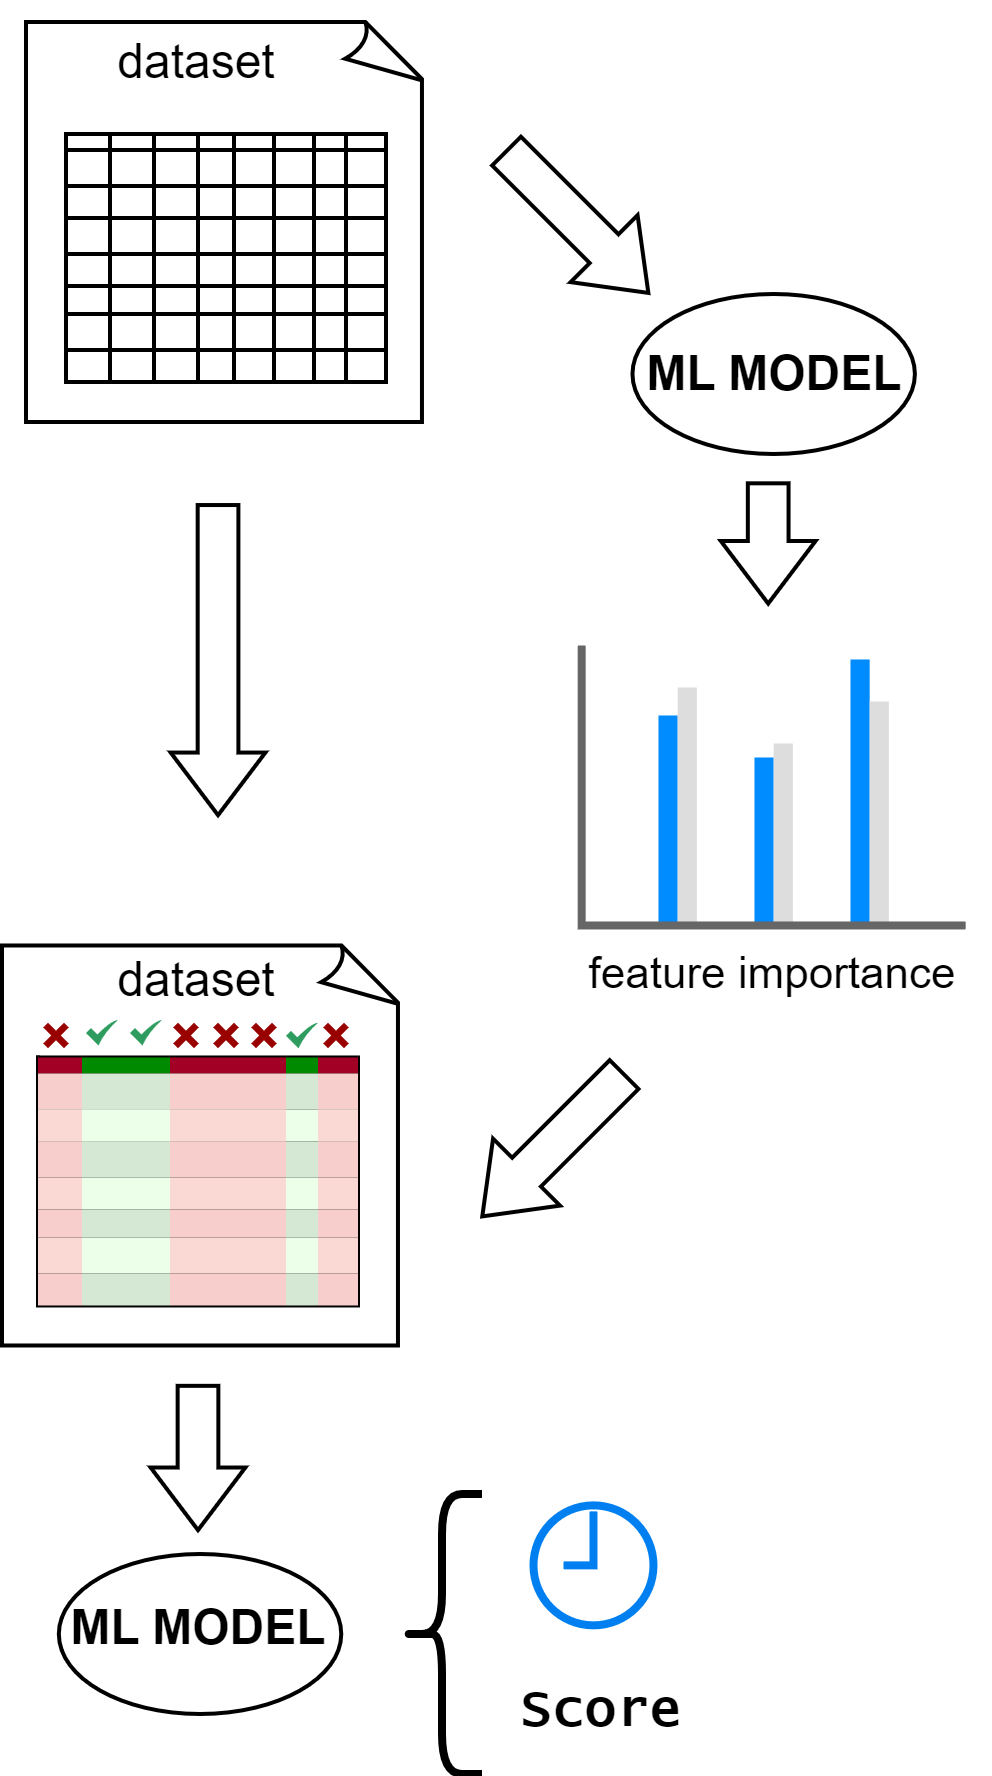 dataset
ML MODEL
feature importance
dataset
ML MODEL
Score